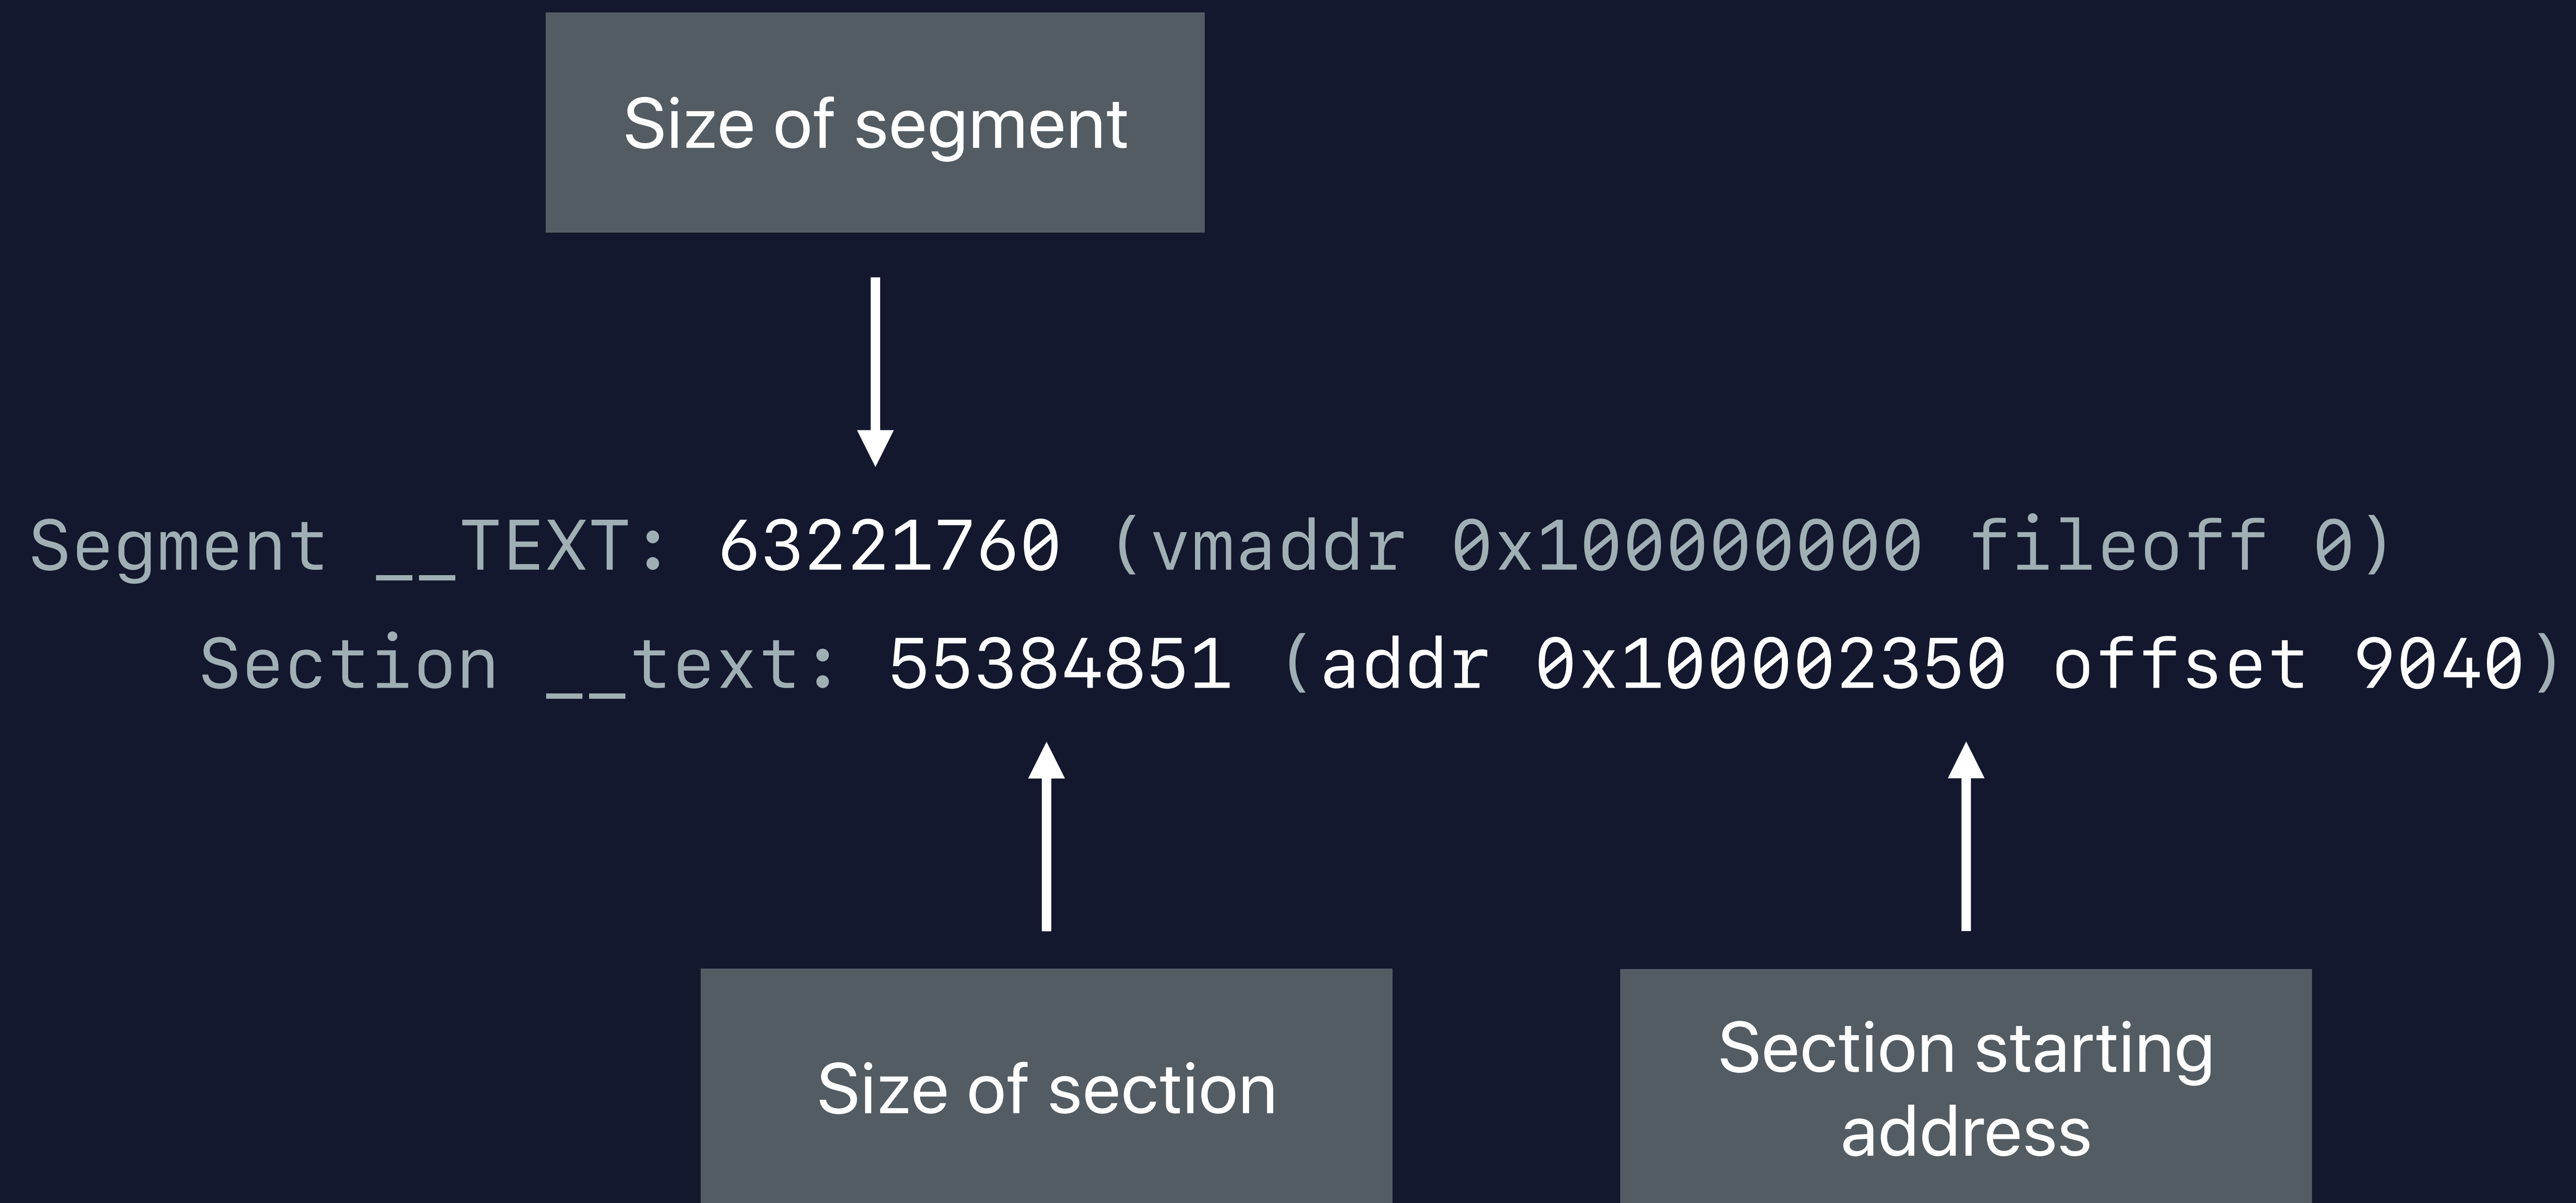 Size of segment
Segment __TEXT: 63221760 (vmaddr 0x100000000 fileoff 0)
Section __text: 55384851 (addr 0x100002350 offset 9040)
Size of section
Section starting
address